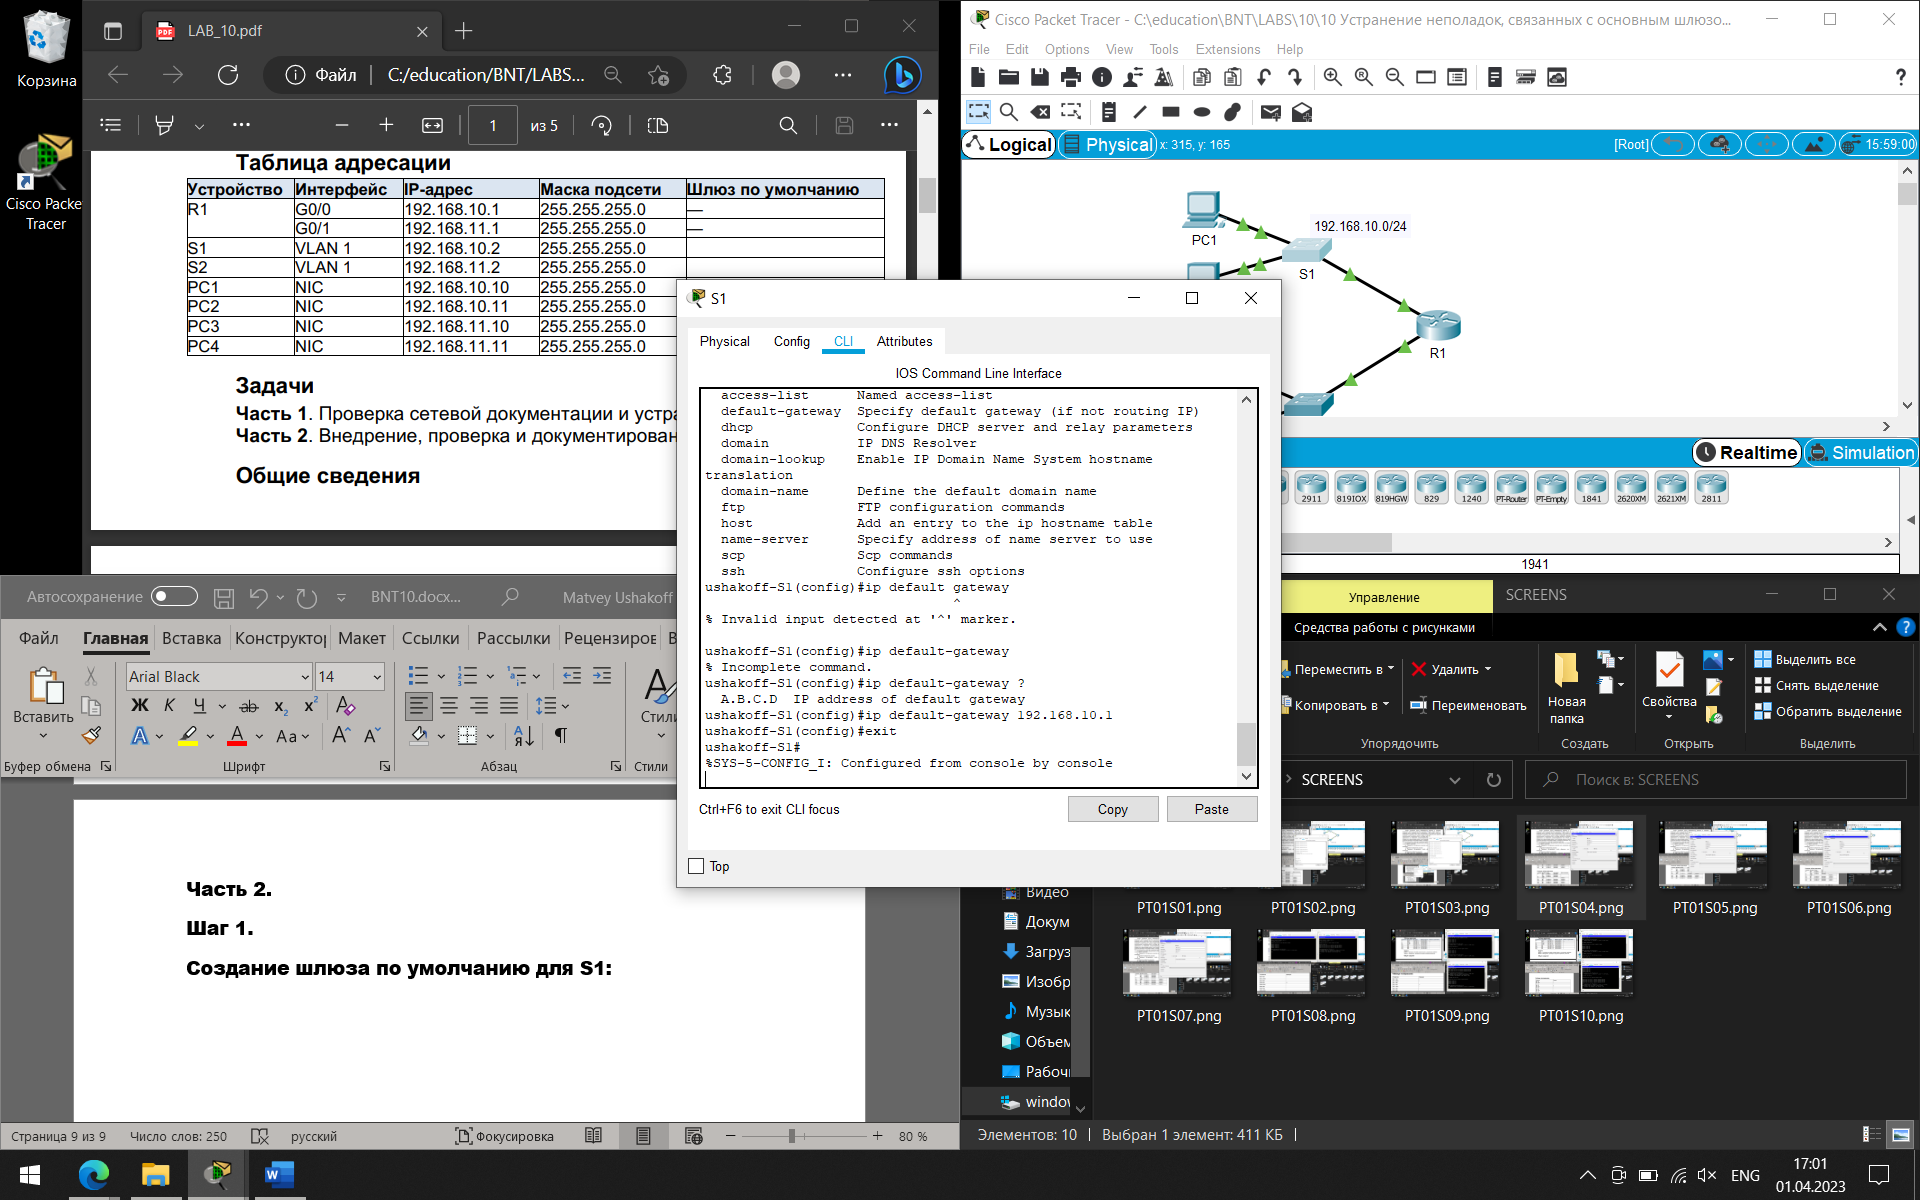 Корзина
Cisco Packe
Tracer
LAB_10.pdf
Файл
C:/education/BNT/LABS...
1
из 5
Таблица адресации
Устройство Интерфейс IP-адрес Маска подсети Шлюз по умолчанию
R1 G0/0 192.168.10.1 255.255.255.0 —
G0/1 192.168.11.1 255.255.255.0 —
S1 VLAN 1 192.168.10.2 255.255.255.0
S2 VLAN 1 192.168.11.2 255.255.255.0
PC1 NIC 192.168.10.10 255.255.255.0
PC2 NIC 192.168.10.11 255.255.255.0
PC3 NIC 192.168.11.10 255.255.255.0
PC4 NIC 192.168.11.11 255.255.255.0
Задачи
Часть 1. Проверка сетевой документации и устра
Часть 2. Внедрение, проверка и документирован
Общие сведения
Cisco Packet Tracer - C:\education\BNT\LABS\10\10 Устранение неполадок, связанных с основным шлюзо...
File Edit Options View Tools Extensions Help
Logical
Physical
x: 315, y: 165
[Root]
15:59:00
PC1
192.168.10.0/24
S1
R1
Realtime
Simulation
2911 819IOX 819HGW 829 1240 PT-Router PT-Empty 1841 2620XM 2621XM 2811
1941
S1
Physical Config CLI Attributes
IOS Command Line Interface
access-list Named access-list
default-gateway Specify default gateway (if not routing IP)
dhcp Configure DHCP server and relay parameters
domain IP DNS Resolver
domain-lookup Enable IP Domain Name System hostname
translation
domain-name Define the default domain name
ftp FTP configuration commands
host Add an entry to the ip hostname table
name-server Specify address of name server to use
scp Scp commands
ssh Configure ssh options
ushakoff-S1(config)#ip default gateway
^
% Invalid input detected at '^' marker.
ushakoff-S1(config)#ip default-gateway
% Incomplete command.
ushakoff-S1(config)#ip default-gateway ?
A.B.C.D IP address of default gateway
ushakoff-S1(config)#ip default-gateway 192.168.10.1
ushakoff-S1(config)#exit
ushakoff-S1#
%SYS-5-CONFIG_I: Configured from console by console
Ctrl+F6 to exit CLI focus
Copy
Paste
Top
Автосохранение
BNT10.docx...
Matvey Ushakoff
Файл Главная Вставка Конструктор Макет Ссылки Рассылки Рецензиров В
Вставить
Буфер обмена
Arial Black
14
Ж К Ч ab x₂ x²
Aa
Шрифт
Абзац
Стили
Стили
Часть 2.
Шаг 1.
Создание шлюза по умолчанию для S1:
Страница 9 из 9
Число слов: 250
русский
Фокусировка
80 %
Управление
SCREENS
Средства работы с рисунками
Переместить в
Копировать в
Удалить
Переименовать
Упорядочить
Новая
папка
Создать
Свойства
Открыть
Выделить все
Снять выделение
Обратить выделение
Выделить
SCREENS
Поиск в: SCREENS
Видео
Докум
Загруз
Изобр
Музык
Объем
Рабочи
window
PT01S01.png PT01S02.png PT01S03.png PT01S04.png PT01S05.png PT01S06.png
PT01S07.png PT01S08.png PT01S09.png PT01S10.png
Элементов: 10
Выбран 1 элемент: 411 КБ
ENG
17:01
01.04.2023